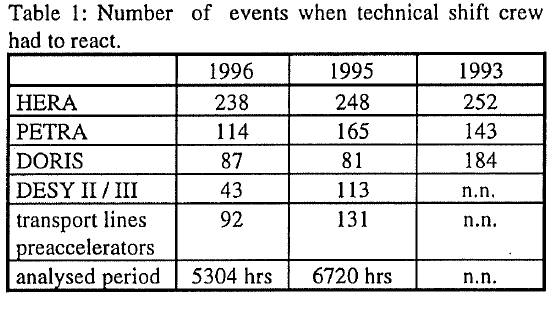 Table 1: Number of events when technical shift crew
had to react.
1996 1995 1993
HERA 238 248 252
PETRA 114 165 143
DORIS 87 81 184
DESY II / III 43 113 n.n.
transport lines 92 131 n.n.
preaccelerators
analysed period 5304 hrs 6720 hrs n.n.